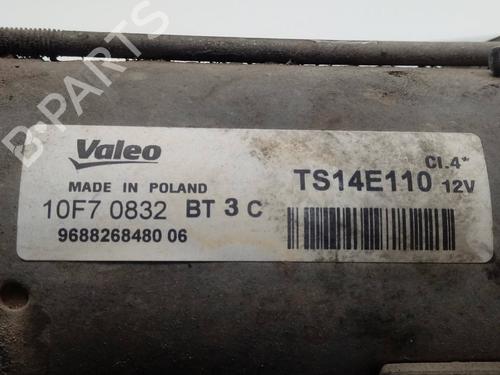 B-PARTS
Valeo
MADE IN POLAND
10F7 0832 BT 3 C
9688268480 06
Cl.4*
TS14E110 12V